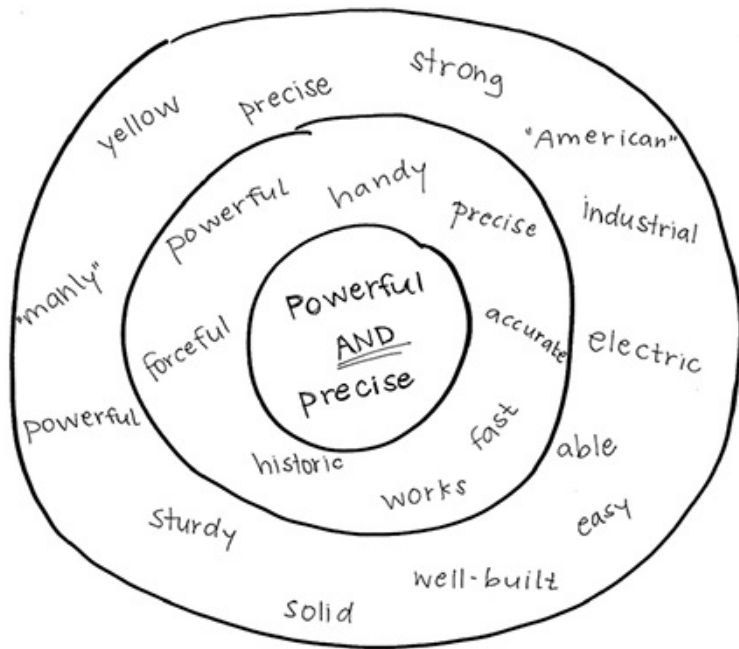 strong
precise
yellow
"American"
industrial
handy
powerful
precise
"manly"
Powerful
AND
precise
forceful
accurate
electric
powerful
fast
able
historic
works
easy
sturdy
well-built
solid